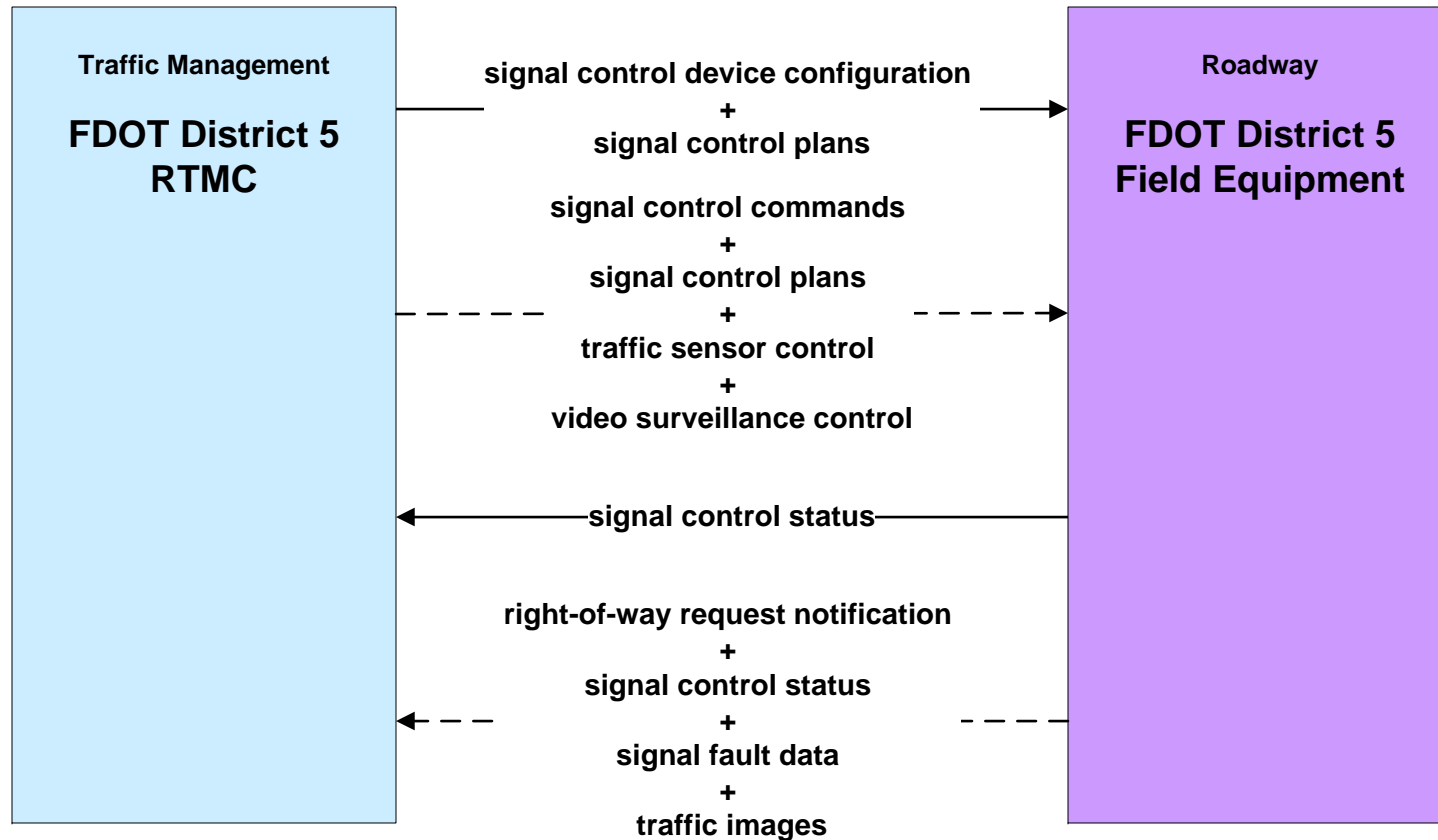 Traffic Management
FDOT District 5
RTMC
signal control device configuration
+
signal control plans
signal control commands
+
signal control plans
+
traffic sensor control
+
video surveillance control
signal control status
right-of-way request notification
+
signal control status
+
signal fault data
+
traffic images
Roadway
FDOT District 5
Field Equipment